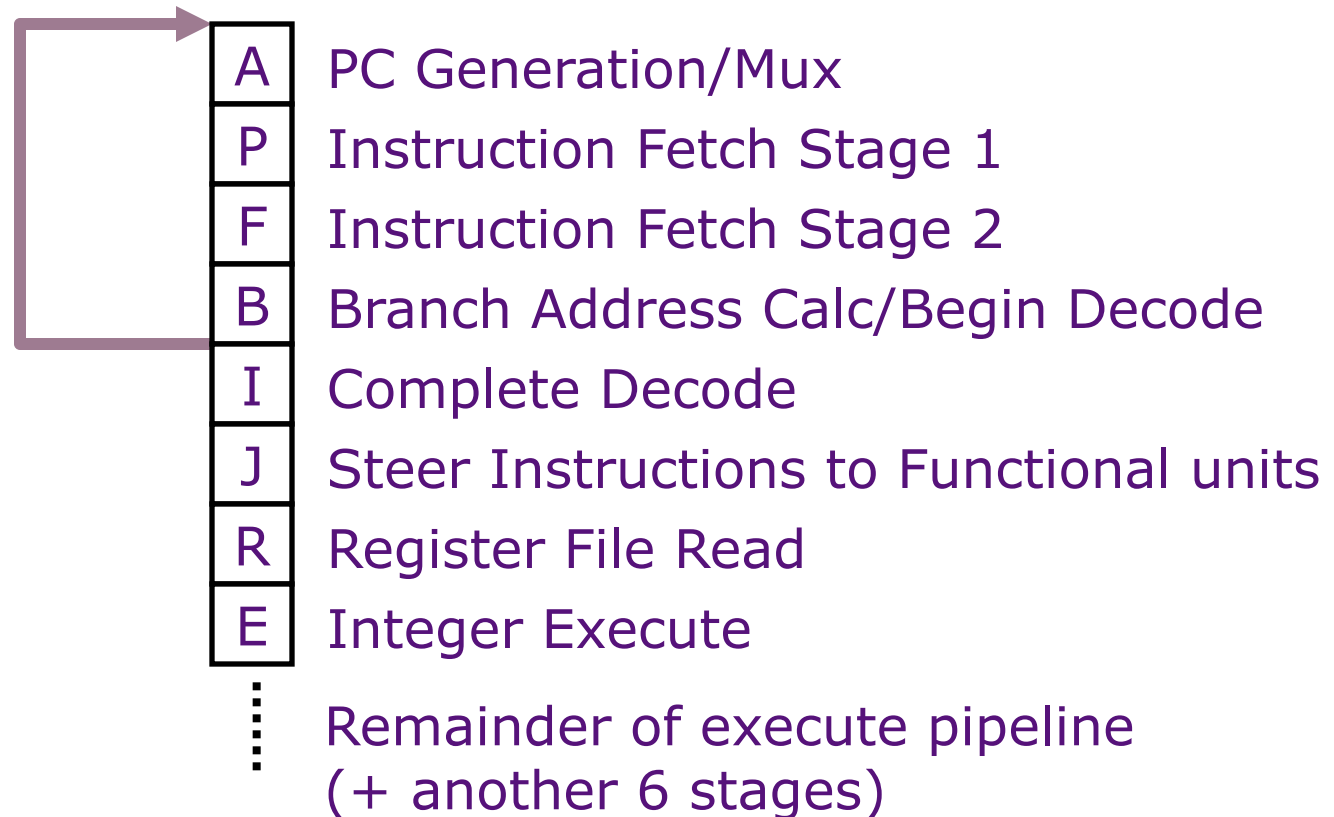 A PC Generation/Mux
P Instruction Fetch Stage 1
F Instruction Fetch Stage 2
B Branch Address Calc/Begin Decode
I Complete Decode
J Steer Instructions to Functional units
R Register File Read
E Integer Execute
Remainder of execute pipeline
(+ another 6 stages)